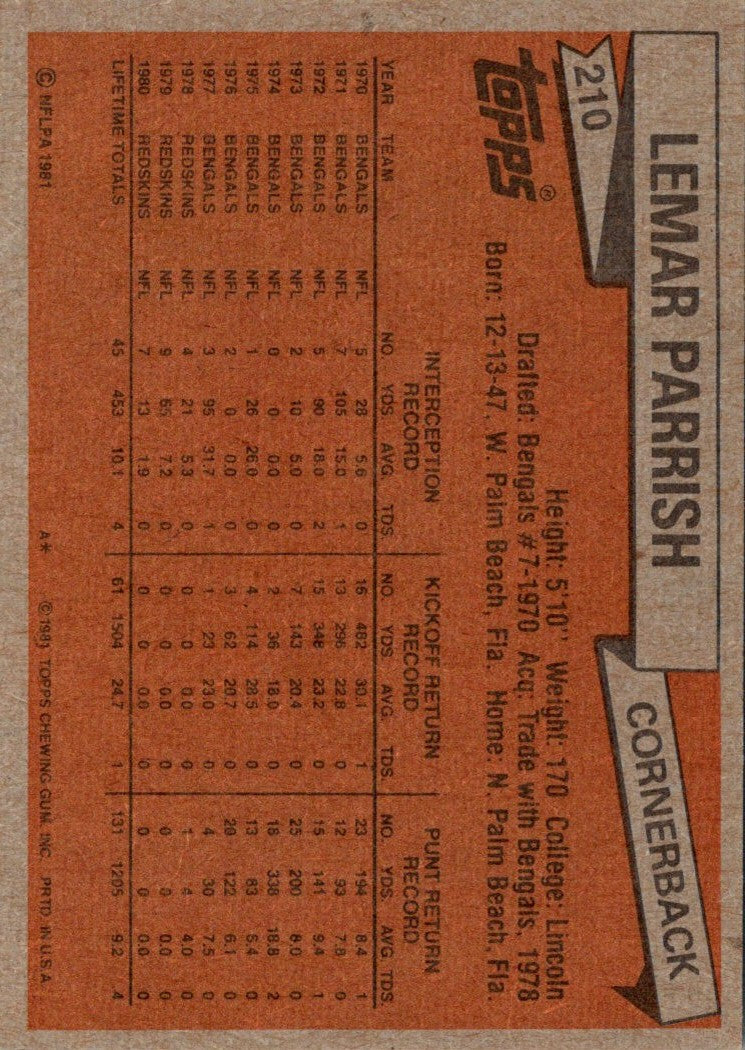 LEMAR PARRISH
CORNERBACK
210
topps®
Height: 5'10" Weight: 170 College: Lincoln
Drafted: Bengals #7-1970 Acq: Trade with Bengals, 1978
Born: 12-13-47, W. Palm Beach, Fla. Home: N. Palm Beach, Fla.
INTERCEPTION RECORD KICKOFF RETURN RECORD PUNT RETURN RECORD
YEAR TEAM NO. YDS. AVG. TDS. NO. YDS. AVG. TDS. NO. YDS. AVG. TDS.
1970 BENGALS NFL 5 28 5.6 0 16 482 30.1 1 23 194 8.4 1
1971 BENGALS NFL 7 105 15.0 1 13 296 22.8 0 12 93 7.8 0
1972 BENGALS NFL 5 90 18.0 2 15 348 23.2 0 15 141 9.4 1
1973 BENGALS NFL 2 10 5.0 0 7 143 20.4 0 25 200 8.0 0
1974 BENGALS NFL 0 0 0.0 0 2 36 18.0 0 18 338 18.8 2
1975 BENGALS NFL 1 26 26.0 0 4 114 28.5 0 13 83 6.4 0
1976 BENGALS NFL 2 0 0.0 0 3 62 20.7 0 20 122 6.1 0
1977 BENGALS NFL 3 95 31.7 1 1 23 23.0 0 4 30 7.5 0
1978 REDSKINS NFL 4 21 5.3 0 0 0 0.0 0 1 4 4.0 0
1979 REDSKINS NFL 9 65 7.2 0 0 0 0.0 0 0 0 0.0 0
1980 REDSKINS NFL 7 13 1.9 0 0 0 0.0 0 0 0 0.0 0
LIFETIME TOTALS 45 453 10.1 4 61 1504 24.7 1 131 1205 9.2 4
© NFLPA 1981 A* © 1981 TOPPS CHEWING GUM, INC. PRTD. IN U.S.A.